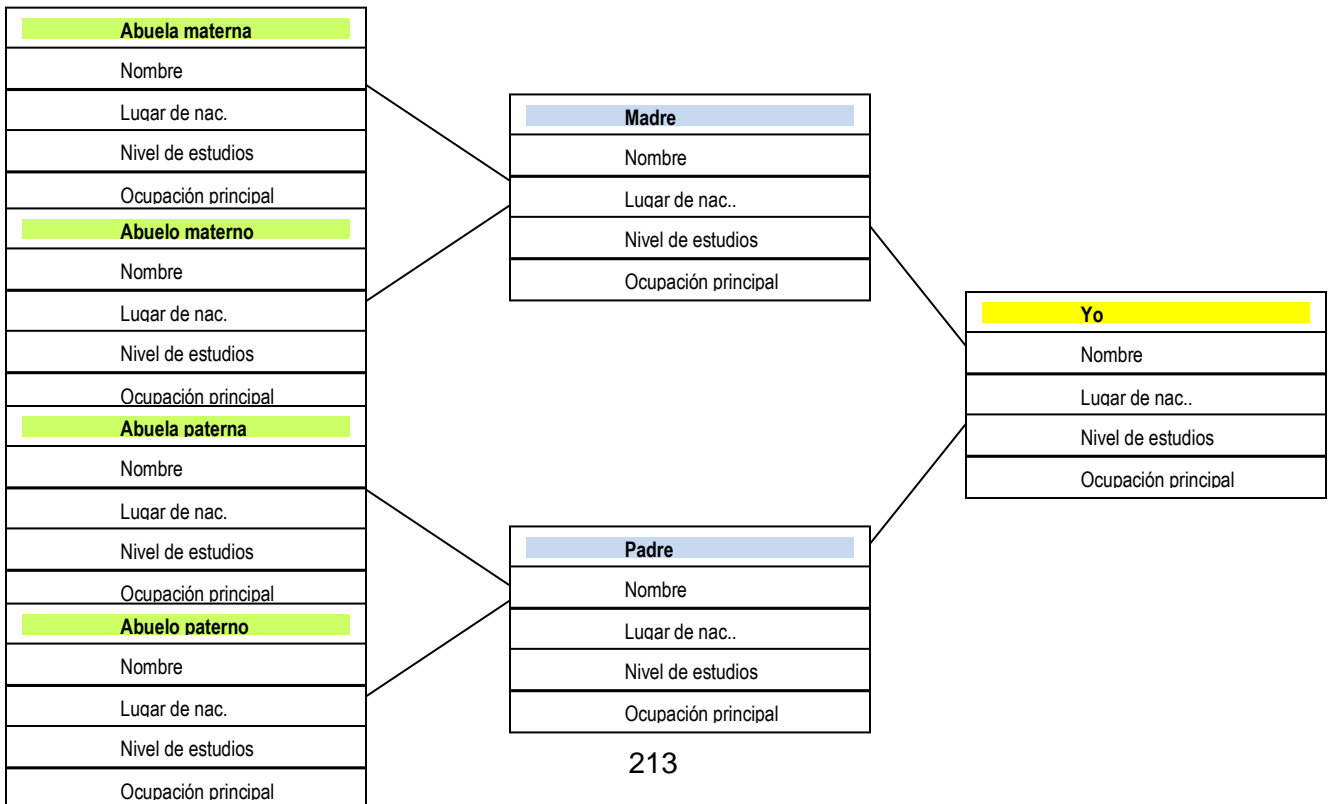 Abuela materna
Nombre
Lugar de nac.
Nivel de estudios
Ocupación principal
Abuelo materno
Nombre
Lugar de nac.
Nivel de estudios
Ocupación principal
Abuela paterna
Nombre
Lugar de nac.
Nivel de estudios
Ocupación principal
Abuelo paterno
Nombre
Lugar de nac.
Nivel de estudios
Ocupación principal
Madre
Nombre
Lugar de nac..
Nivel de estudios
Ocupación principal
Padre
Nombre
Lugar de nac..
Nivel de estudios
Ocupación principal
Yo
Nombre
Lugar de nac..
Nivel de estudios
Ocupación principal
213